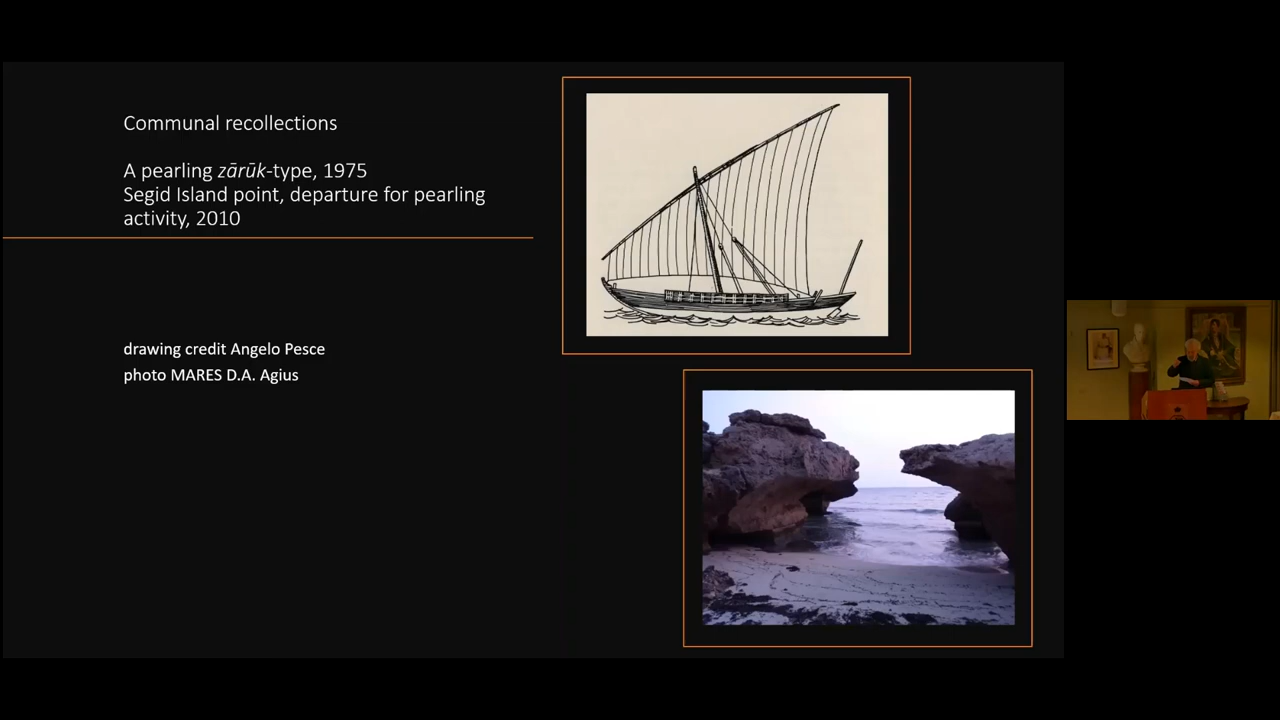 Communal recollections
A pearling zārūk-type, 1975
Segid Island point, departure for pearling
activity, 2010
drawing credit Angelo Pesce
photo MARES D.A. Agius